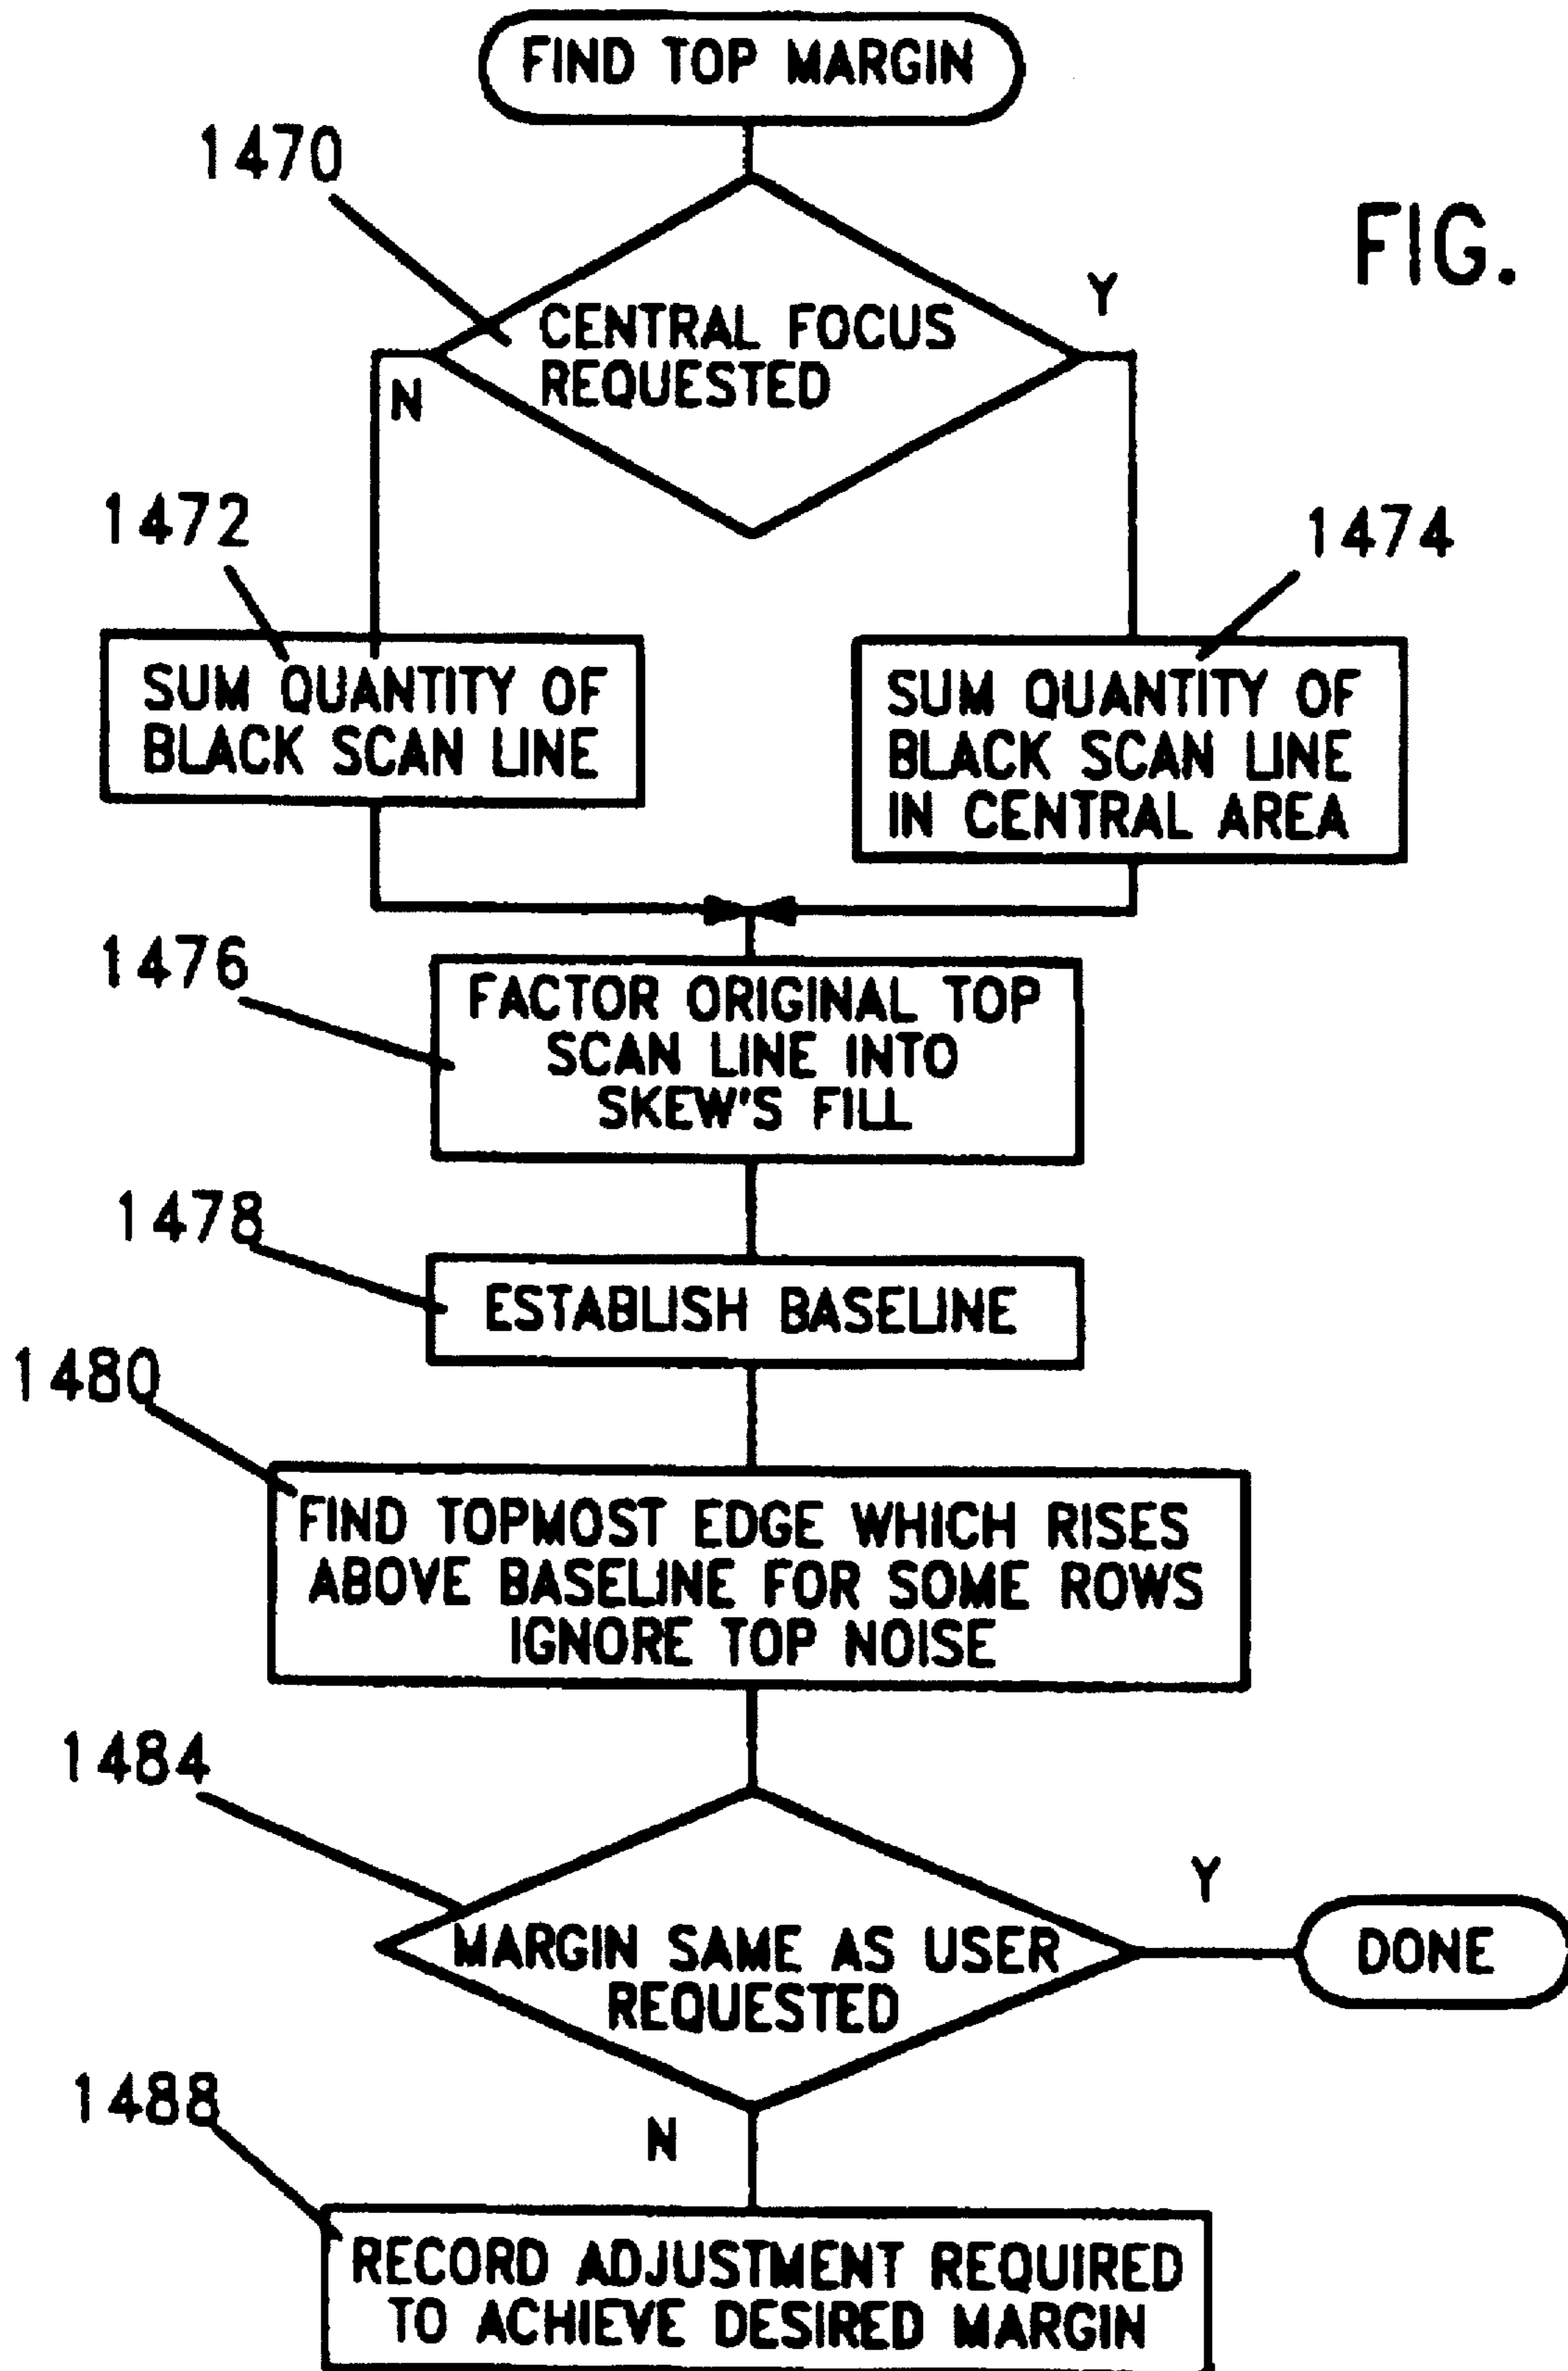 FIND TOP MARGIN
1470
FIG.
CENTRAL FOCUS
REQUESTED
Y
N
1472
1474
SUM QUANTITY OF
BLACK SCAN LINE
SUM QUANTITY OF
BLACK SCAN LINE
IN CENTRAL AREA
1476
FACTOR ORIGINAL TOP
SCAN LINE INTO
SKEW'S FILL
1478
ESTABLISH BASELINE
1480
FIND TOPMOST EDGE WHICH RISES
ABOVE BASELINE FOR SOME ROWS
IGNORE TOP NOISE
1484
MARGIN SAME AS USER
REQUESTED
Y
DONE
N
1488
RECORD ADJUSTMENT REQUIRED
TO ACHIEVE DESIRED MARGIN